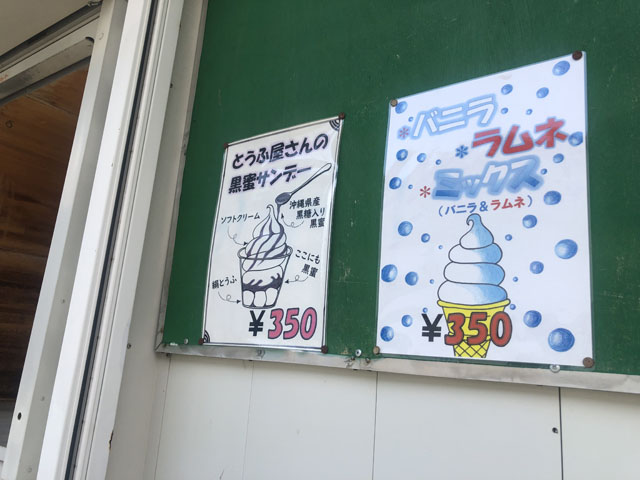 とうふ屋さんの
黒蜜サンデー
ソフトクリーム
沖縄県産
黒糖入り
黒蜜
絹とうふ
ここにも
黒蜜
¥350
*バニラ
*ラムネ
*ミックス
(バニラ&ラムネ)
¥350